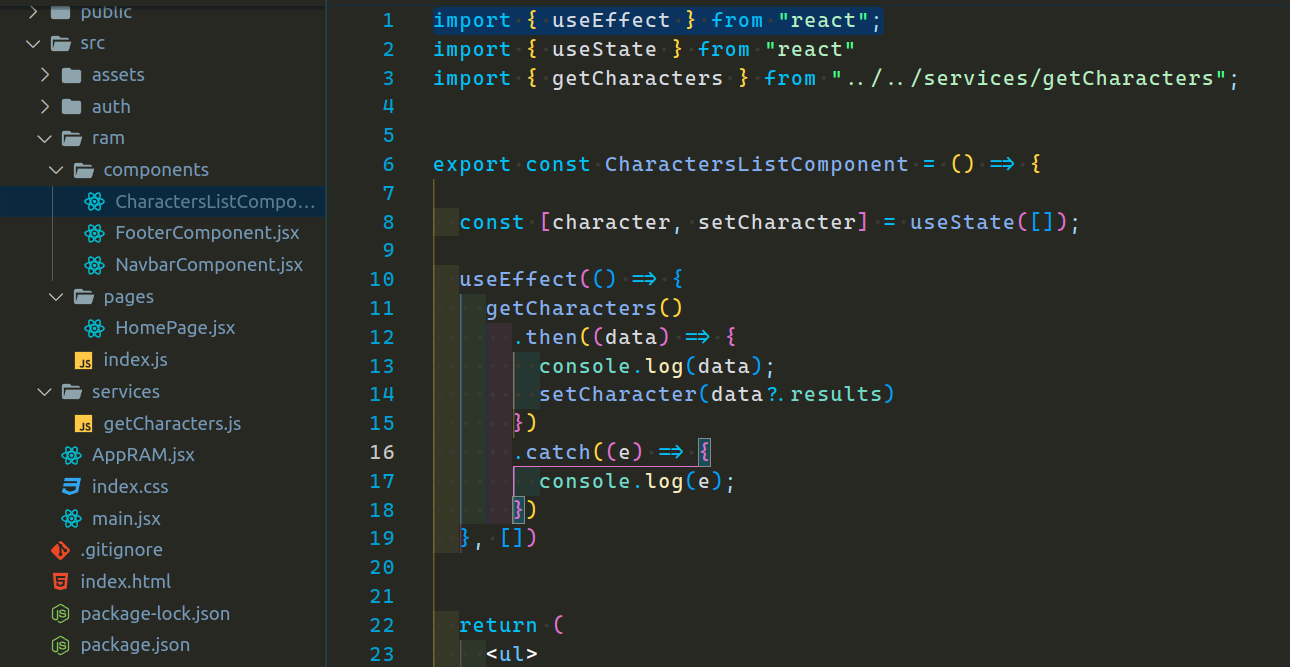 public
src
assets
auth
ram
components
CharactersListCompo...
FooterComponent.jsx
NavbarComponent.jsx
pages
HomePage.jsx
index.js
services
getCharacters.js
AppRAM.jsx
index.css
main.jsx
.gitignore
index.html
package-lock.json
package.json
1 import { useEffect } from "react";
2 import { useState } from "react"
3 import { getCharacters } from "../../services/getCharacters";
4
5
6 export const CharactersListComponent = () => {
7
8 const [character, setCharacter] = useState([]);
9
10 useEffect(() => {
11 getCharacters()
12 .then((data) => {
13 console.log(data);
14 setCharacter(data?.results)
15 })
16 .catch((e) => {
17 console.log(e);
18 })
19 }, [])
20
21
22 return (
23 <ul>